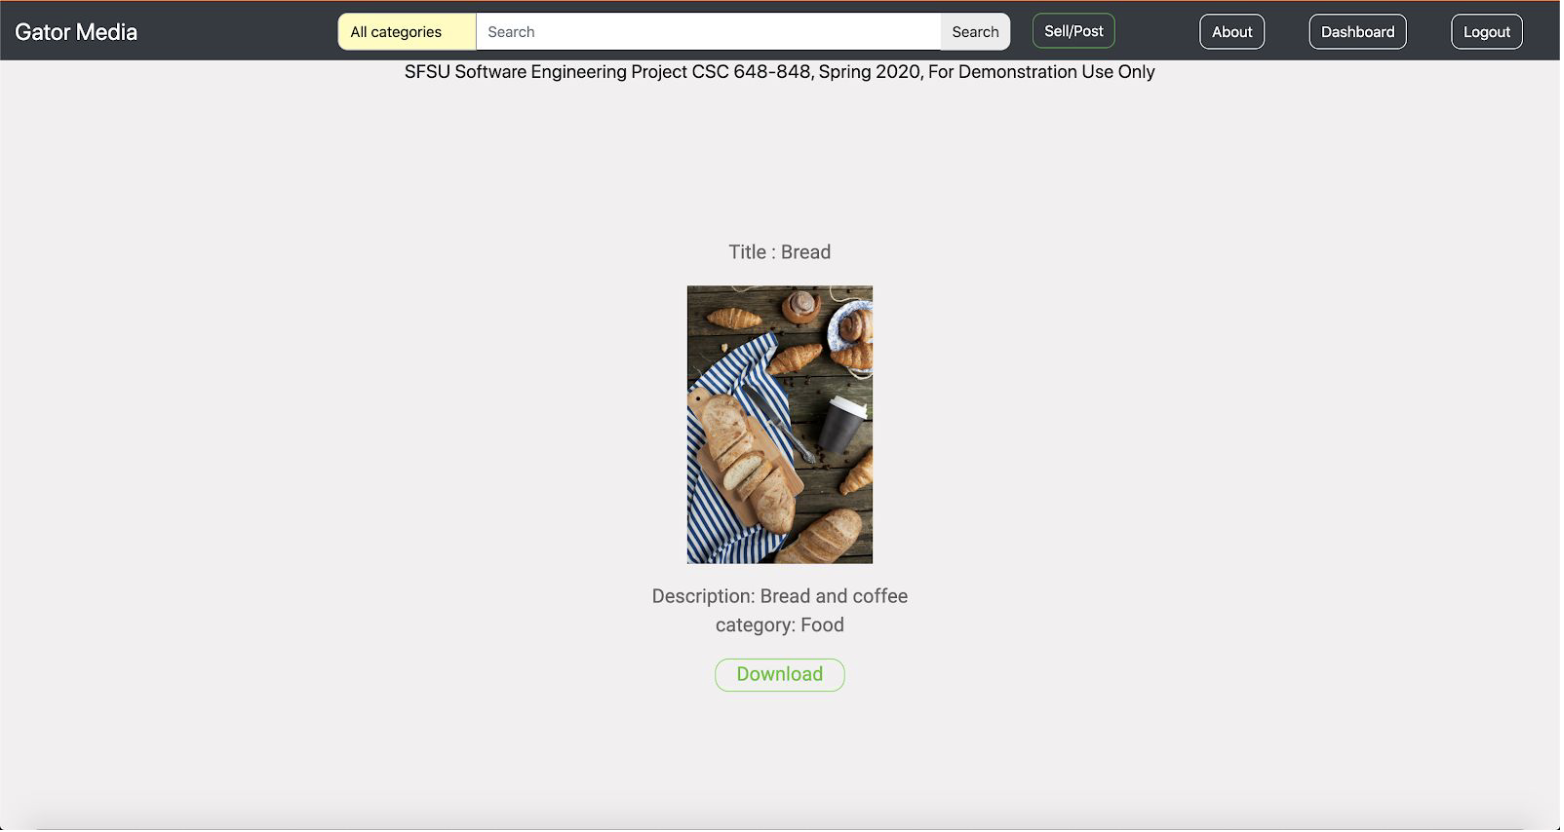 Gator Media
All categories
Search
Search
Sell/Post
About
Dashboard
Logout
SFSU Software Engineering Project CSC 648-848, Spring 2020, For Demonstration Use Only
Title : Bread
Description: Bread and coffee
category: Food
Download